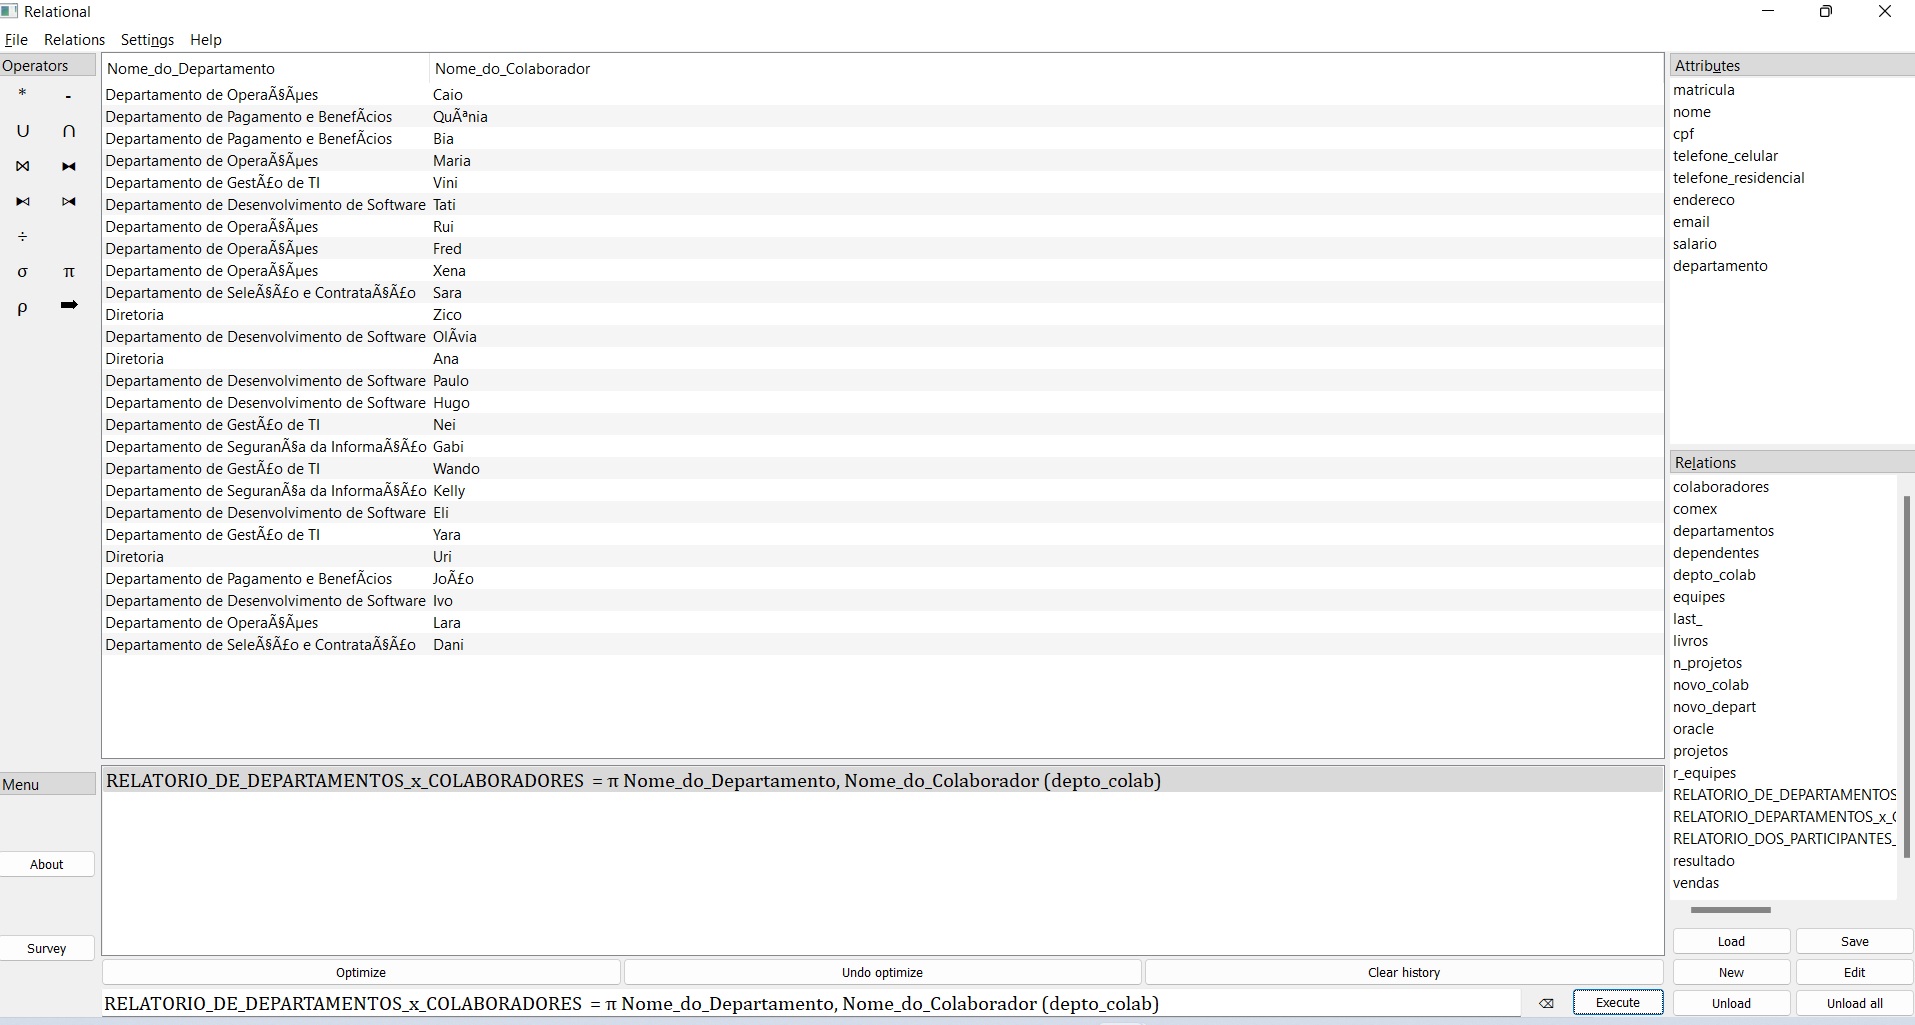 Relational
File Relations Settings Help
Operators
* -
∪ ∩
⋈ ⧓
⧑ ⧒
÷
σ π
ρ ➡
Menu
About
Survey
Nome_do_Departamento Nome_do_Colaborador
Departamento de OperaÃ§Ãµes Caio
Departamento de Pagamento e BenefÃcios QuÃªnia
Departamento de Pagamento e BenefÃcios Bia
Departamento de OperaÃ§Ãµes Maria
Departamento de GestÃ£o de TI Vini
Departamento de Desenvolvimento de Software Tati
Departamento de OperaÃ§Ãµes Rui
Departamento de OperaÃ§Ãµes Fred
Departamento de OperaÃ§Ãµes Xena
Departamento de SeleÃ§Ã£o e ContrataÃ§Ã£o Sara
Diretoria Zico
Departamento de Desenvolvimento de Software OlÃvia
Diretoria Ana
Departamento de Desenvolvimento de Software Paulo
Departamento de Desenvolvimento de Software Hugo
Departamento de GestÃ£o de TI Nei
Departamento de SeguranÃ§a da InformaÃ§Ã£o Gabi
Departamento de GestÃ£o de TI Wando
Departamento de SeguranÃ§a da InformaÃ§Ã£o Kelly
Departamento de Desenvolvimento de Software Eli
Departamento de GestÃ£o de TI Yara
Diretoria Uri
Departamento de Pagamento e BenefÃcios JoÃ£o
Departamento de Desenvolvimento de Software Ivo
Departamento de OperaÃ§Ãµes Lara
Departamento de SeleÃ§Ã£o e ContrataÃ§Ã£o Dani
RELATORIO_DE_DEPARTAMENTOS_x_COLABORADORES = π Nome_do_Departamento, Nome_do_Colaborador (depto_colab)
Optimize Undo optimize Clear history
RELATORIO_DE_DEPARTAMENTOS_x_COLABORADORES = π Nome_do_Departamento, Nome_do_Colaborador (depto_colab)
Execute
Attributes
matricula
nome
cpf
telefone_celular
telefone_residencial
endereco
email
salario
departamento
Relations
colaboradores
comex
departamentos
dependentes
depto_colab
equipes
last_
livros
n_projetos
novo_colab
novo_depart
oracle
projetos
r_equipes
RELATORIO_DE_DEPARTAMENTOS
RELATORIO_DEPARTAMENTOS_x_
RELATORIO_DOS_PARTICIPANTES_
resultado
vendas
Load Save
New Edit
Unload Unload all